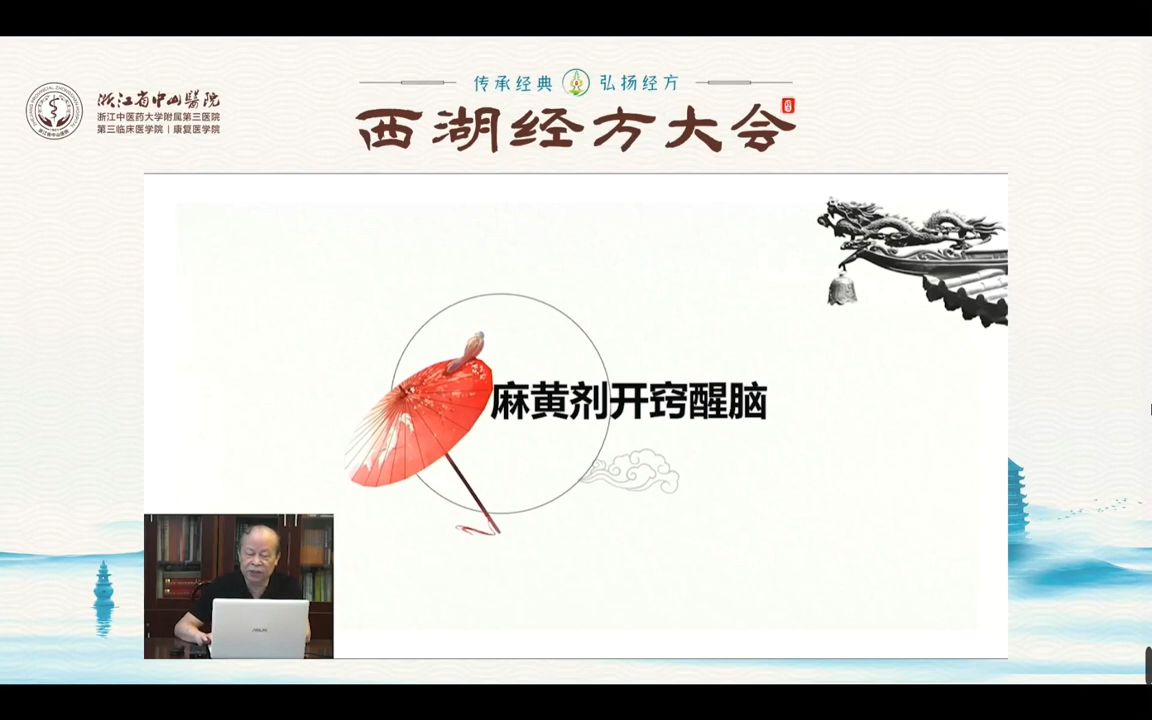 浙江省中山醫院
浙江中医药大学附属第三医院
第三临床医学院 | 康复医学院
传承经典 弘扬经方
西湖经方大会
麻黄剂开窍醒脑
ASUS